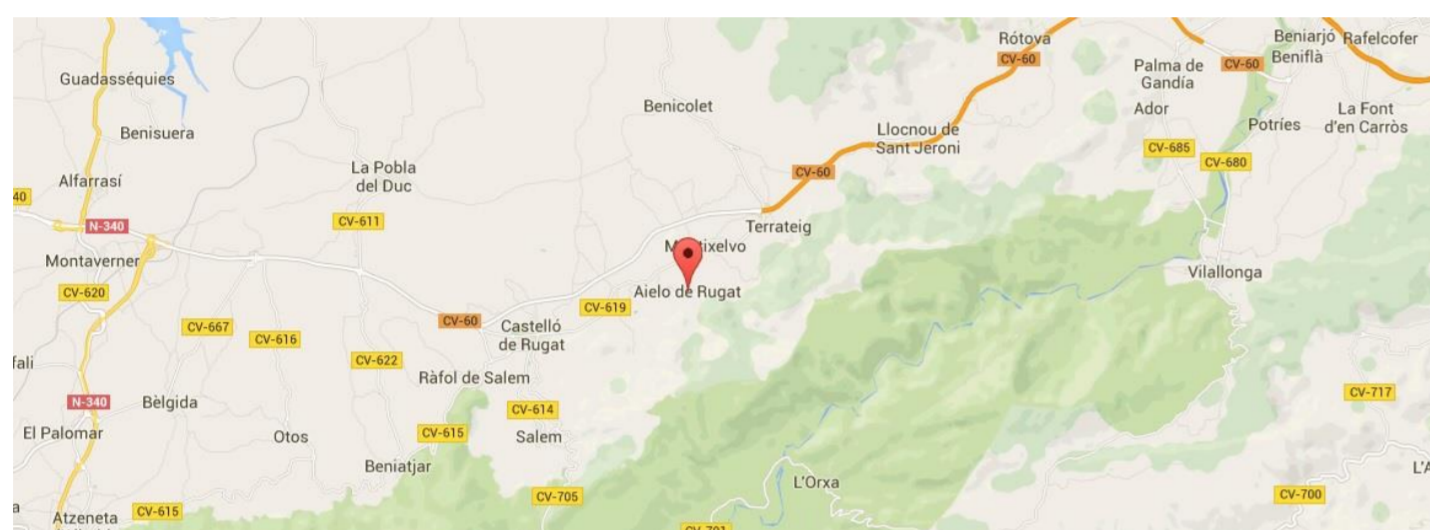 Rótova
Beniarjó
Rafelcofer
CV-60
Palma de
Gandía
CV-60
Beniflà
Guadasséquies
Benicolet
Ador
La Font
d'en Carròs
Potríes
Benisuera
Llocnou de
Sant Jeroni
CV-685
CV-680
La Pobla
del Duc
CV-60
Alfarrasí
40
N-340
CV-611
Terrateig
Montaverner
Vilallonga
CV-620
Aielo de Rugat
CV-619
CV-60
Castelló
de Rugat
CV-667
CV-616
CV-622
Ràfol de Salem
N-340
Bèlgida
CV-614
CV-717
El Palomar
Otos
CV-615
Salem
Beniatjar
L'Orxa
CV-705
CV-700
CV-615
Atzeneta